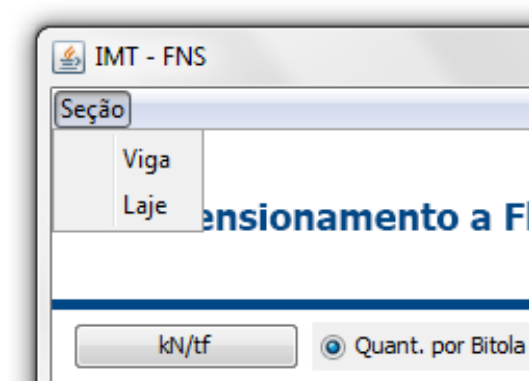 IMT - FNS
Seção
Viga
Laje
ensionamento a Fl
kN/tf
Quant. por Bitola